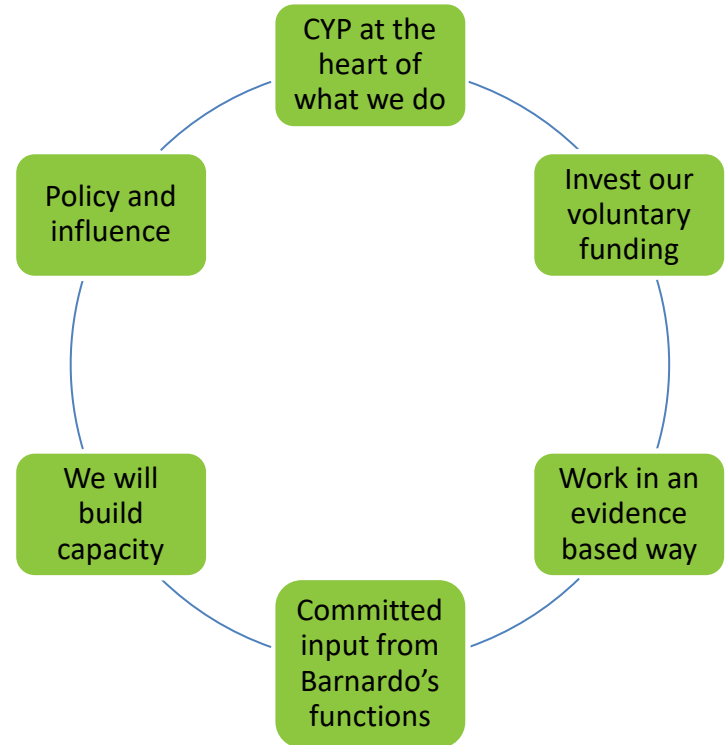 CYP at the
heart of
what we do
Invest our
voluntary
funding
Work in an
evidence
based way
Committed
input from
Barnardo’s
functions
We will
build
capacity
Policy and
influence